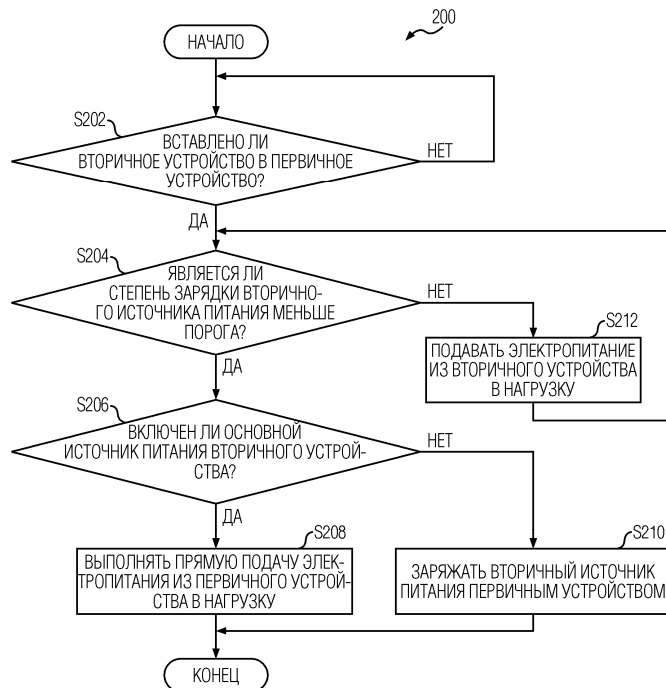 200
НАЧАЛО
S202
ВСТАВЛЕНО ЛИ
ВТОРИЧНОЕ УСТРОЙСТВО В ПЕРВИЧНОЕ
УСТРОЙСТВО?
НЕТ
ДА
S204
ЯВЛЯЕТСЯ ЛИ
СТЕПЕНЬ ЗАРЯДКИ ВТОРИЧНО-
ГО ИСТОЧНИКА ПИТАНИЯ МЕНЬШЕ
ПОРОГА?
НЕТ
S212
ПОДАВАТЬ ЭЛЕКТРОПИТАНИЕ
ИЗ ВТОРИЧНОГО УСТРОЙСТВА
В НАГРУЗКУ
ДА
S206
ВКЛЮЧЕН ЛИ ОСНОВНОЙ
ИСТОЧНИК ПИТАНИЯ ВТОРИЧНОГО УСТРОЙ-
СТВА?
НЕТ
ДА
S208
ВЫПОЛНЯТЬ ПРЯМУЮ ПОДАЧУ ЭЛЕК-
ТРОПИТАНИЯ ИЗ ПЕРВИЧНОГО УСТРОЙ-
СТВА В НАГРУЗКУ
S210
ЗАРЯЖАТЬ ВТОРИЧНЫЙ ИСТОЧНИК
ПИТАНИЯ ПЕРВИЧНЫМ УСТРОЙСТВОМ
КОНЕЦ